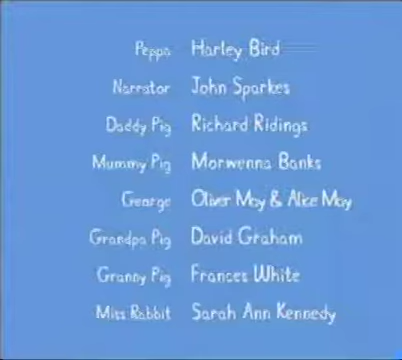 Peppa Harley Bird
Narrator John Sparkes
Daddy Pig Richard Ridings
Mummy Pig Morwenna Banks
George Oliver May & Alice May
Grandpa Pig David Graham
Granny Pig Frances White
Miss Rabbit Sarah Ann Kennedy